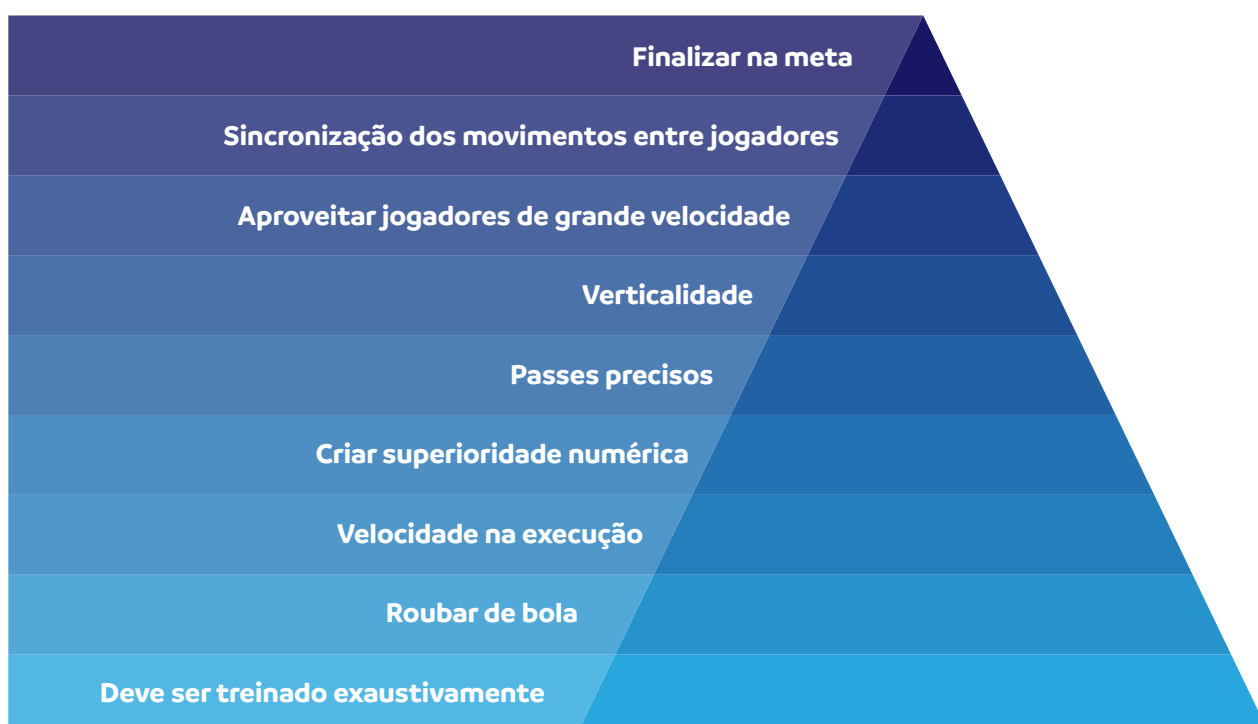 Finalizar na meta
Sincronização dos movimentos entre jogadores
Aproveitar jogadores de grande velocidade
Verticalidade
Passes precisos
Criar superioridade numérica
Velocidade na execução
Roubar de bola
Deve ser treinado exaustivamente